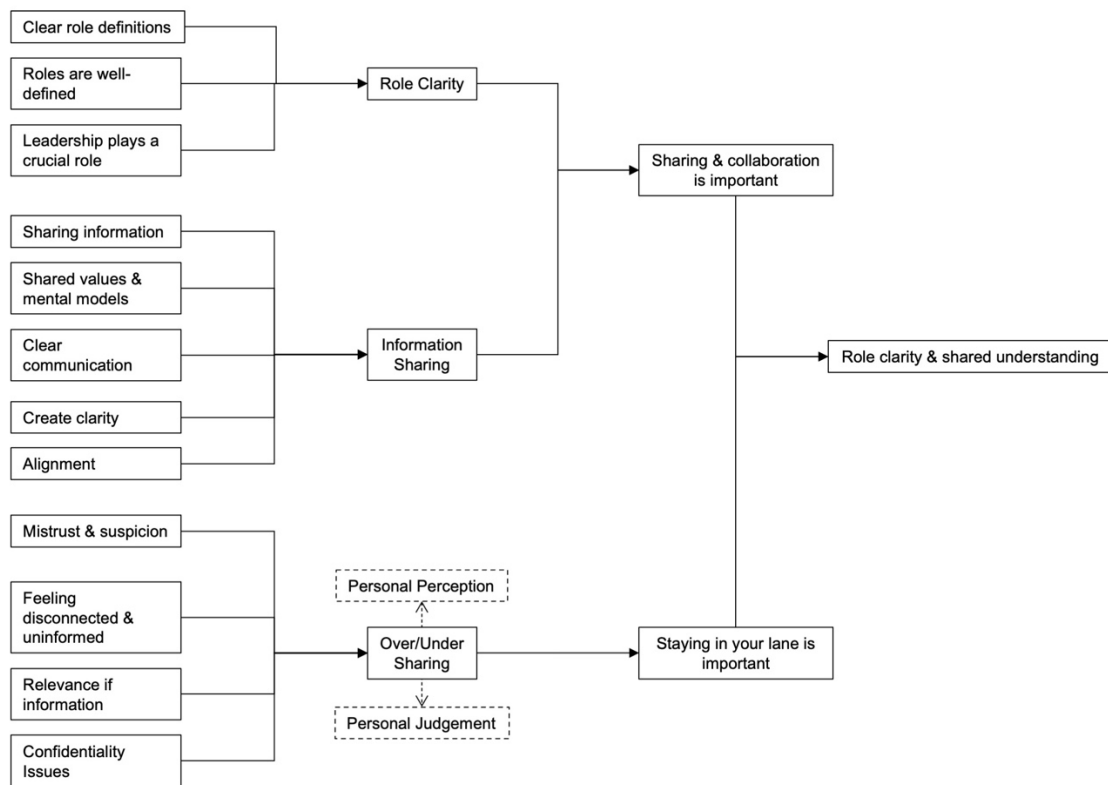 Clear role definitions
Roles are well-
defined
Leadership plays a
crucial role
Role Clarity
Sharing & collaboration
is important
Sharing information
Shared values &
mental models
Clear
communication
Create clarity
Alignment
Information
Sharing
Role clarity & shared understanding
Mistrust & suspicion
Feeling
disconnected &
uninformed
Relevance if
information
Confidentiality
Issues
Personal Perception
Over/Under
Sharing
Personal Judgement
Staying in your lane is
important